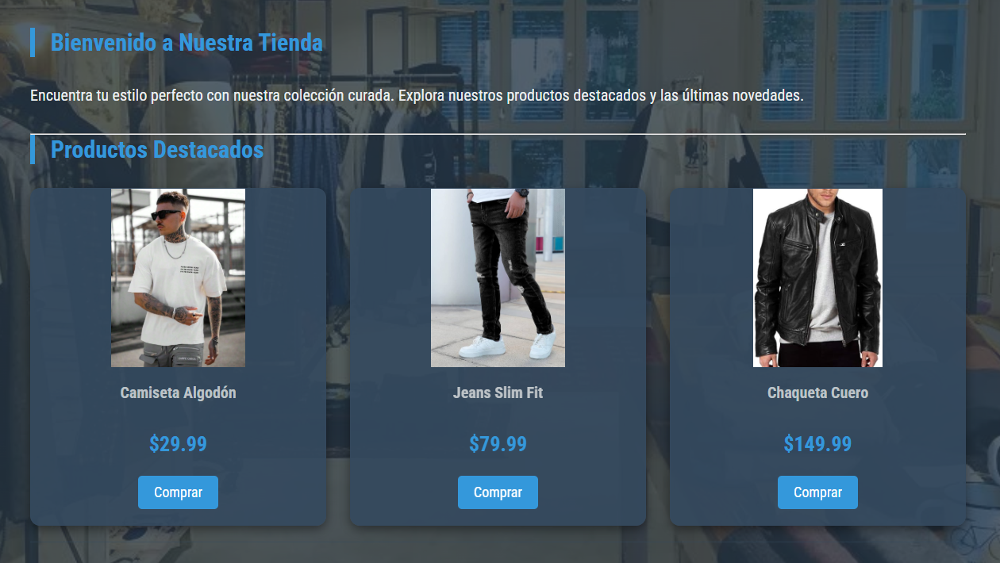 Bienvenido a Nuestra Tienda
Encuentra tu estilo perfecto con nuestra colección curada. Explora nuestros productos destacados y las últimas novedades.
Productos Destacados
Camiseta Algodón
$29.99
Comprar
Jeans Slim Fit
$79.99
Comprar
Chaqueta Cuero
$149.99
Comprar